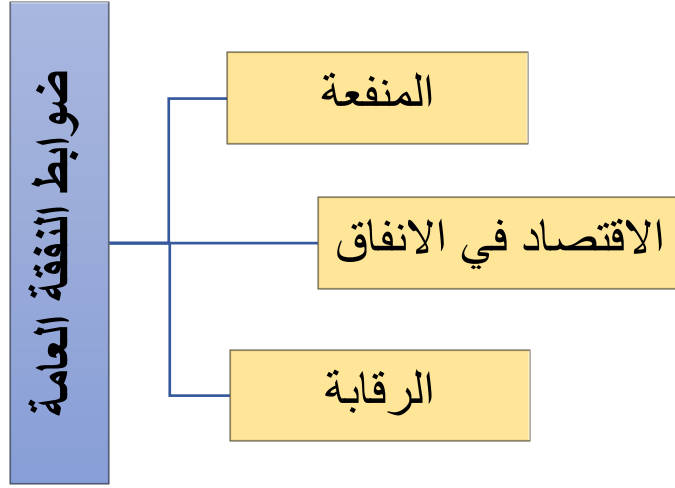 ضوابط النفقة العامة
المنفعة
الاقتصاد في الانفاق
الرقابة